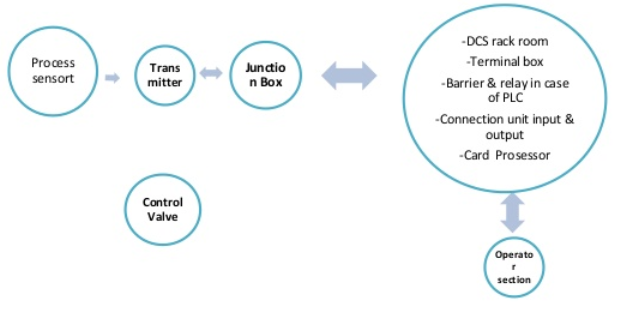 Process
sensort
Trans
mitter
Junctio
n Box
-DCS rack room
-Terminal box
-Barrier & relay in case
of PLC
-Connection unit input &
output
-Card Prosessor
Control
Valve
Operato
r
section